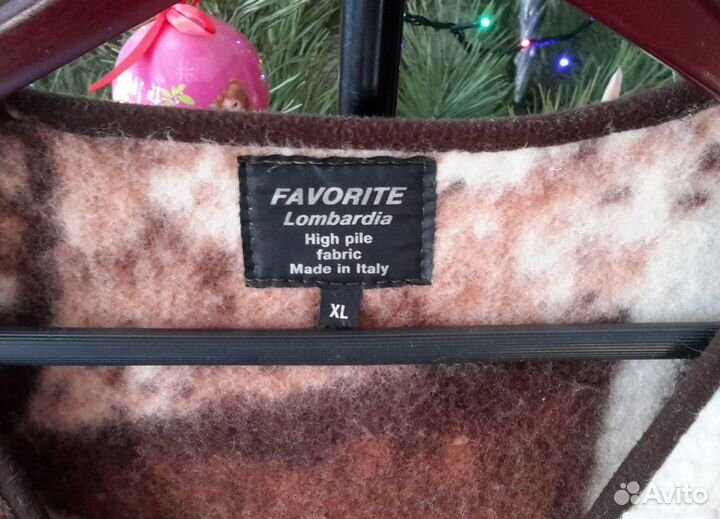 FAVORITE
Lombardia
High pile
fabric
Made in Italy
XL
Avito